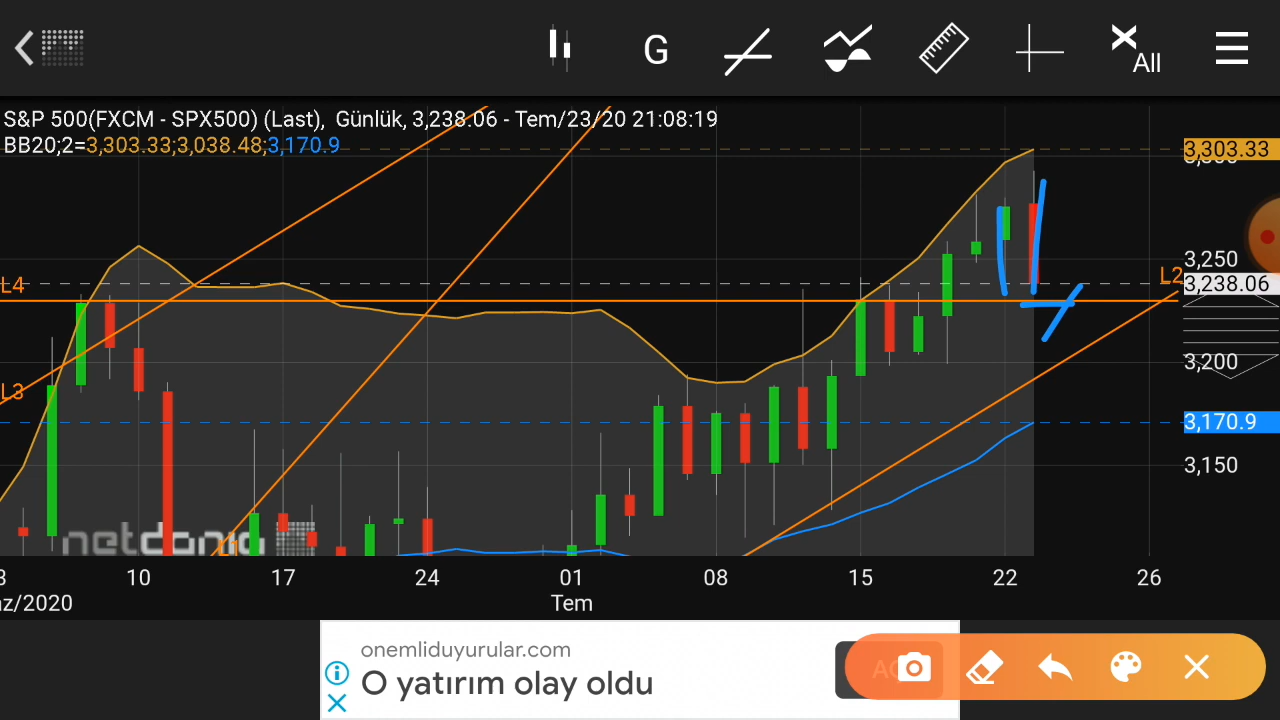 G
All
S&P 500(FXCM - SPX500) (Last), Günlük, 3,238.06 - Tem/23/20 21:08:19
BB20;2=3,303.33;3,038.48;3,170.9
3,303.33
3,250
L4
L2
3,238.06
3,200
L3
3,170.9
3,150
netdania
10 17 24 01 08 15 22 26
az/2020 Tem
onemliduyurular.com
O yatırım olay oldu